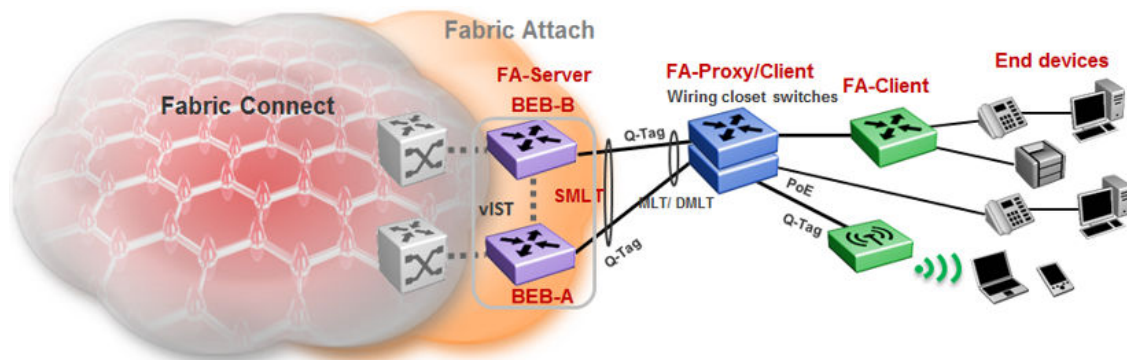 Fabric Attach
Fabric Connect
FA-Server
BEB-B
vIST
SMLT
BEB-A
Q-Tag
Q-Tag
MLT/ DMLT
FA-Proxy/Client
Wiring closet switches
FA-Client
PoE
Q-Tag
End devices